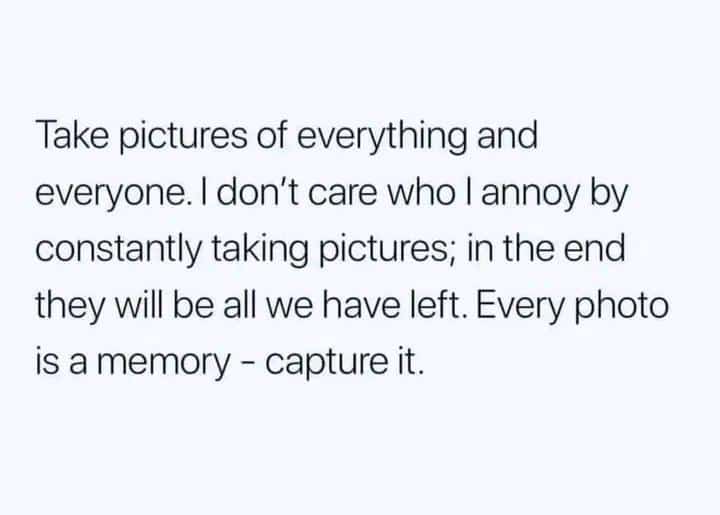 Take pictures of everything and
everyone. I don't care who I annoy by
constantly taking pictures; in the end
they will be all we have left. Every photo
is a memory - capture it.